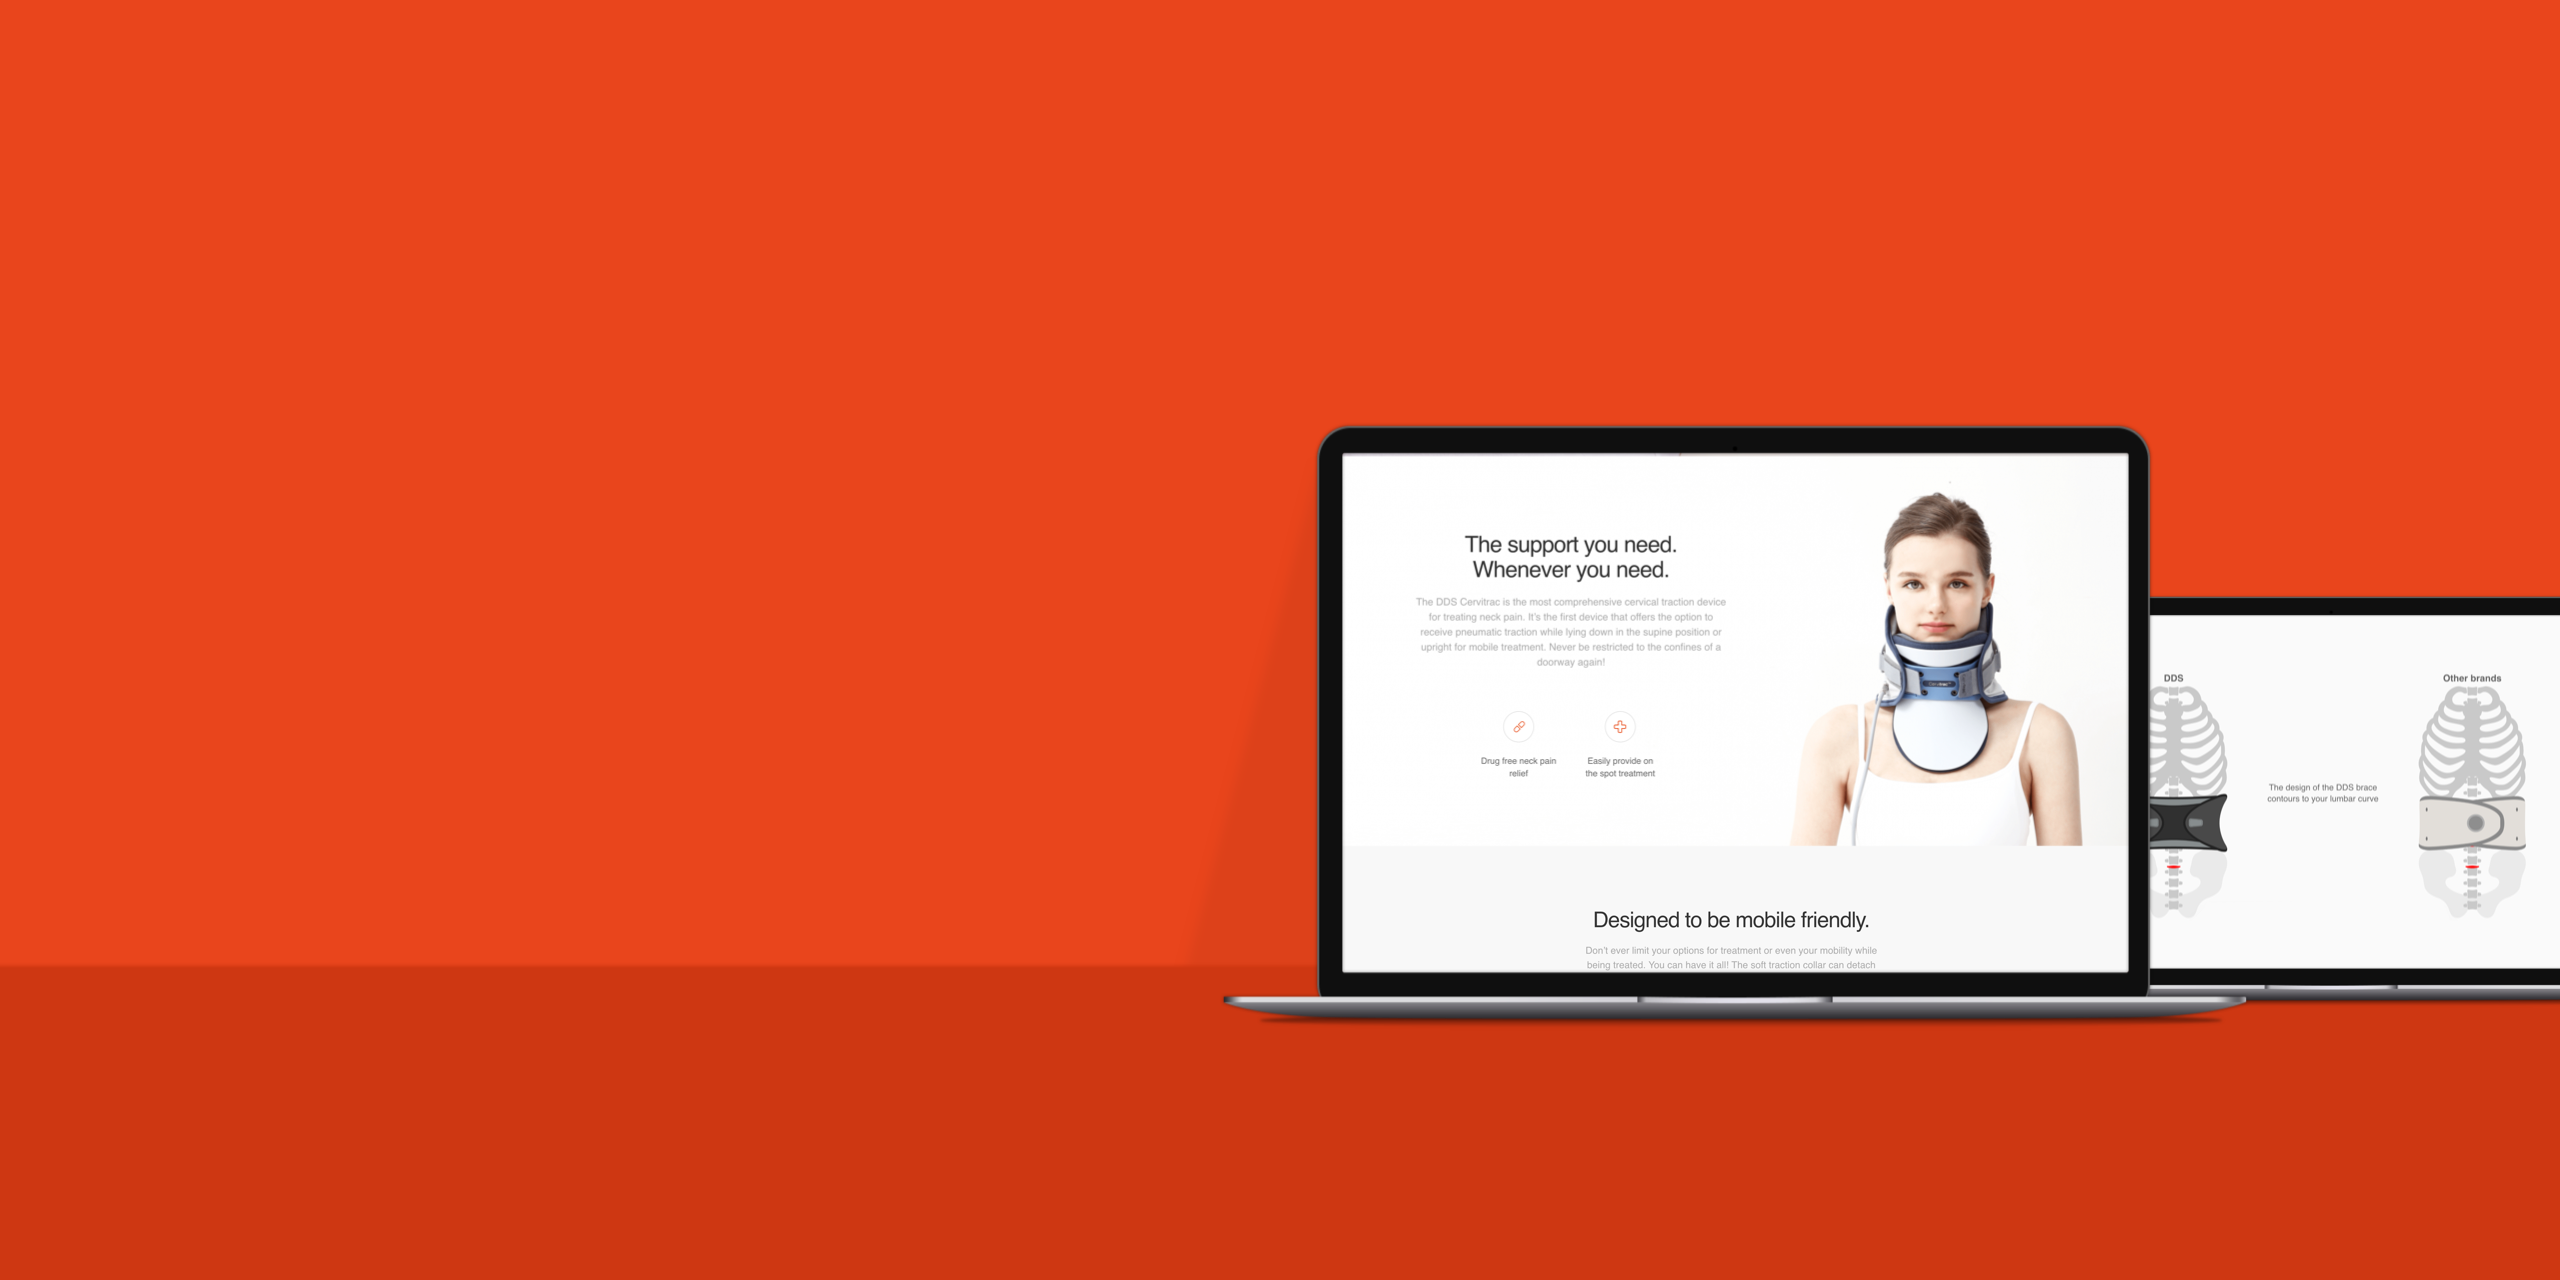 The support you need.
Whenever you need.
The DDS Cervitrac is the most comprehensive cervical traction device
for treating neck pain. It's the first device that offers the option to
receive pneumatic traction while lying down in the supine position or
upright for mobile treatment. Never be restricted to the confines of a
doorway again!
Drug free neck pain
relief
Easily provide on
the spot treatment
Designed to be mobile friendly.
Don't ever limit your options for treatment or even your mobility while
being treated. You can have it all! The soft traction collar can detach
DDS
Other brands
The design of the DDS brace
contours to your lumbar curve